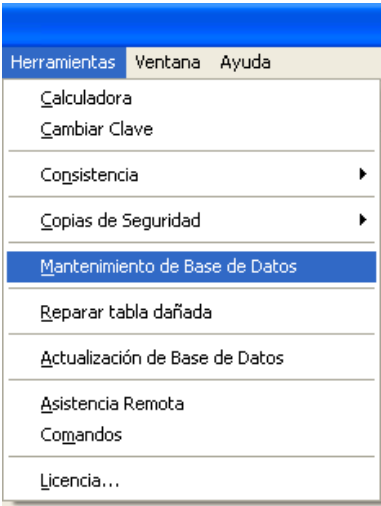 Herramientas Ventana Ayuda
Calculadora
Cambiar Clave
Consistencia
Copias de Seguridad
Mantenimiento de Base de Datos
Reparar tabla dañada
Actualización de Base de Datos
Asistencia Remota
Comandos
Licencia...